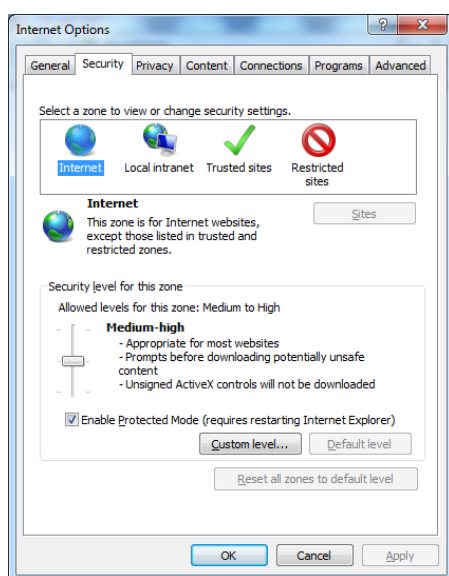 Internet Options
?
X
General Security Privacy Content Connections Programs Advanced
Select a zone to view or change security settings.
Internet Local intranet Trusted sites Restricted
sites
Internet
Sites
This zone is for Internet websites,
except those listed in trusted and
restricted zones.
Security level for this zone
Allowed levels for this zone: Medium to High
Medium-high
- Appropriate for most websites
- Prompts before downloading potentially unsafe
content
- Unsigned ActiveX controls will not be downloaded
Enable Protected Mode (requires restarting Internet Explorer)
Custom level... Default level
Reset all zones to default level
OK Cancel Apply